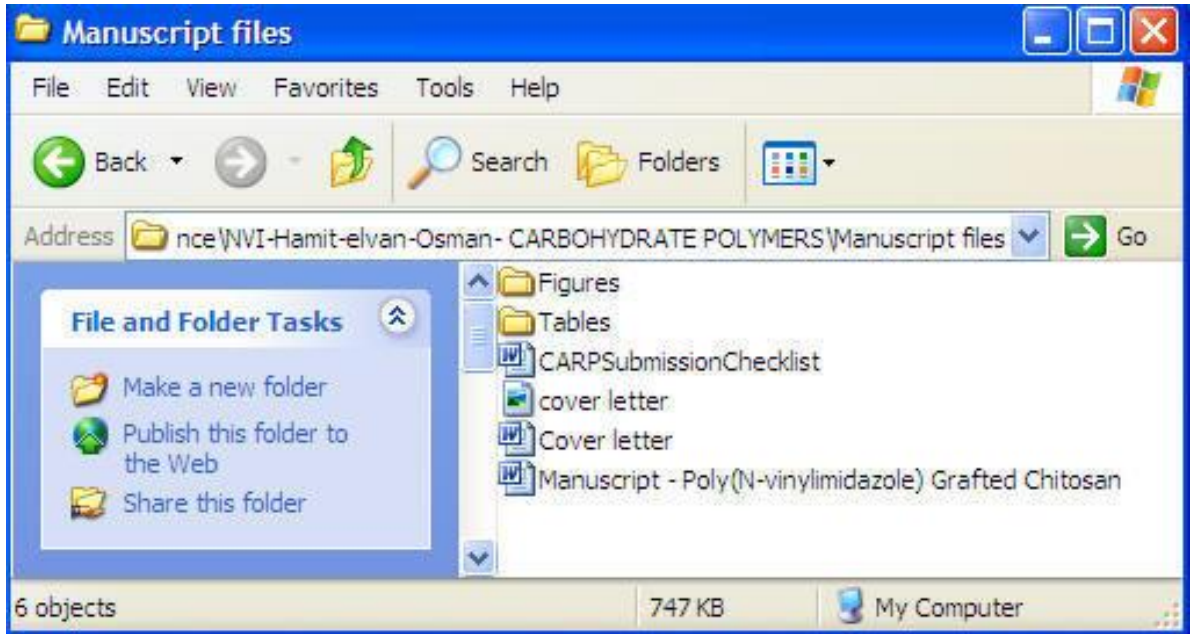 Manuscript files
File Edit View Favorites Tools Help
Back Search Folders
Address nce\NVI-Hamit-elvan-Osman- CARBOHYDRATE POLYMERS\Manuscript files Go
File and Folder Tasks
Make a new folder
Publish this folder to
the Web
Share this folder
Figures
Tables
CARPSubmissionChecklist
cover letter
Cover letter
Manuscript - Poly(N-vinylimidazole) Grafted Chitosan
6 objects 747 KB My Computer